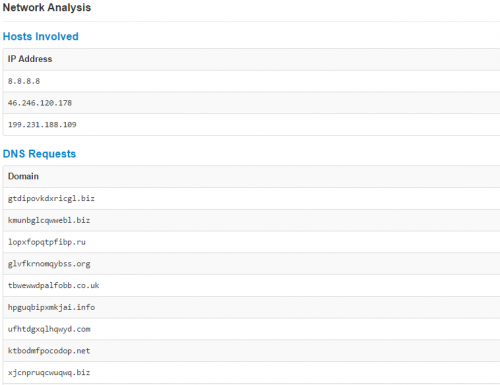 Network Analysis
Hosts Involved
IP Address
8.8.8.8
46.246.120.178
199.231.188.109
DNS Requests
Domain
gtdipovkdxricgl.biz
kmunbglcqwwebl.biz
lopxfopqtpfibp.ru
glvfkrnomqybss.org
tbwewwdpalfobb.co.uk
hpguqbipxmkjai.info
ufhtdgxqlhqwyd.com
ktbodmfpocodop.net
xjcnpruqcwuqwq.biz